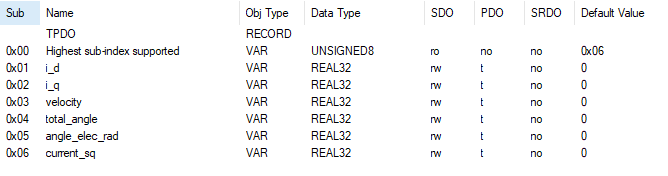 Sub Name Obj Type Data Type SDO PDO SRDO Default Value
TPDO RECORD
0x00 Highest sub-index supported VAR UNSIGNED8 ro no no 0x06
0x01 i_d VAR REAL32 rw t no 0
0x02 i_q VAR REAL32 rw t no 0
0x03 velocity VAR REAL32 rw t no 0
0x04 total_angle VAR REAL32 rw t no 0
0x05 angle_elec_rad VAR REAL32 rw t no 0
0x06 current_sq VAR REAL32 rw t no 0